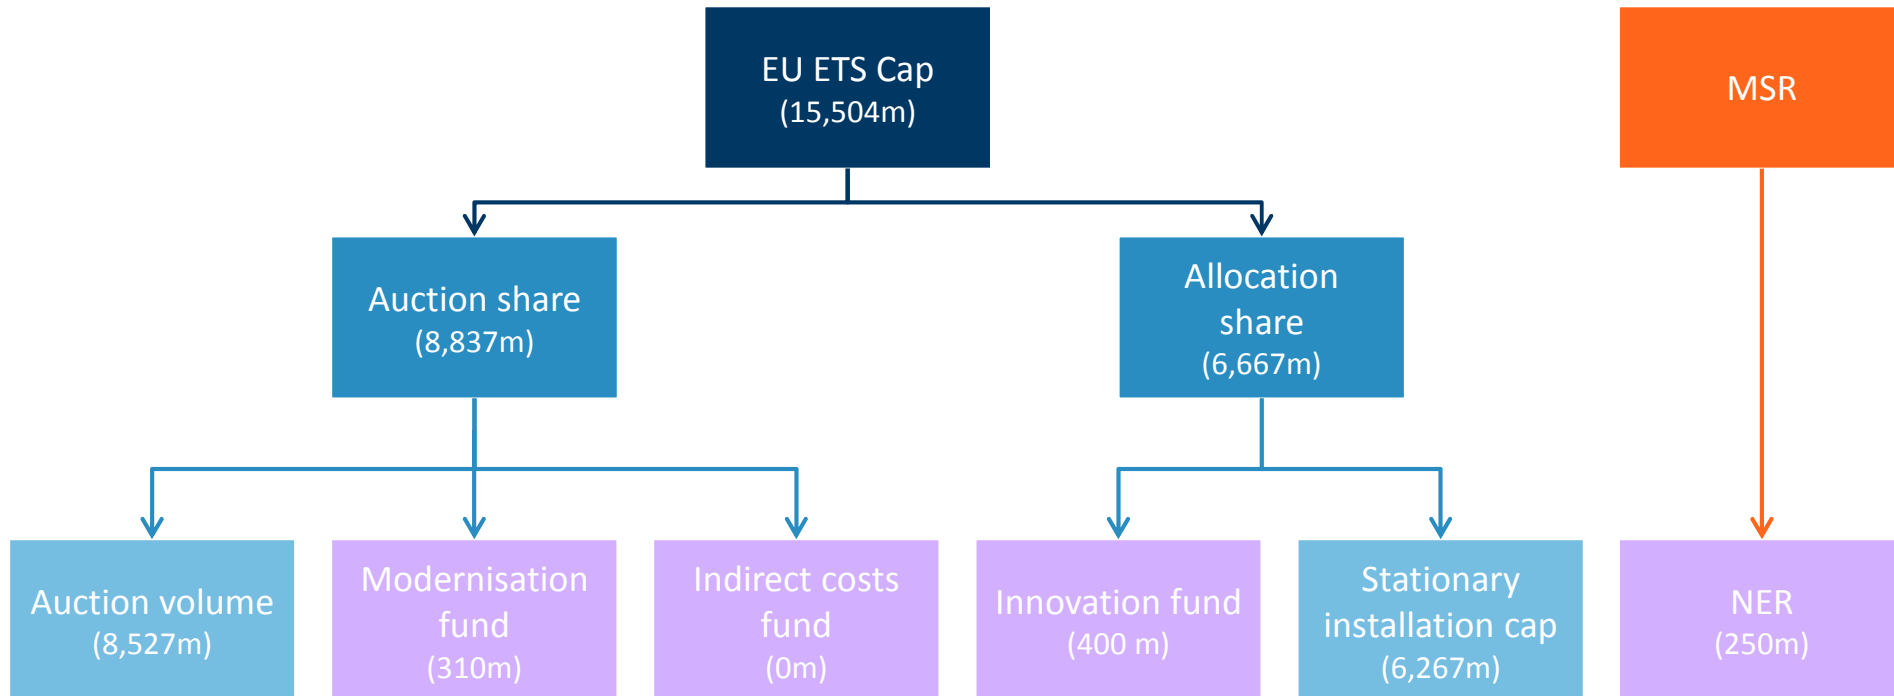 EU ETS Cap
(15,504m)
MSR
Auction share
(8,837m)
Allocation
share
(6,667m)
Auction volume
(8,527m)
Modernisation
fund
(310m)
Indirect costs
fund
(0m)
Innovation fund
(400 m)
Stationary
installation cap
(6,267m)
NER
(250m)